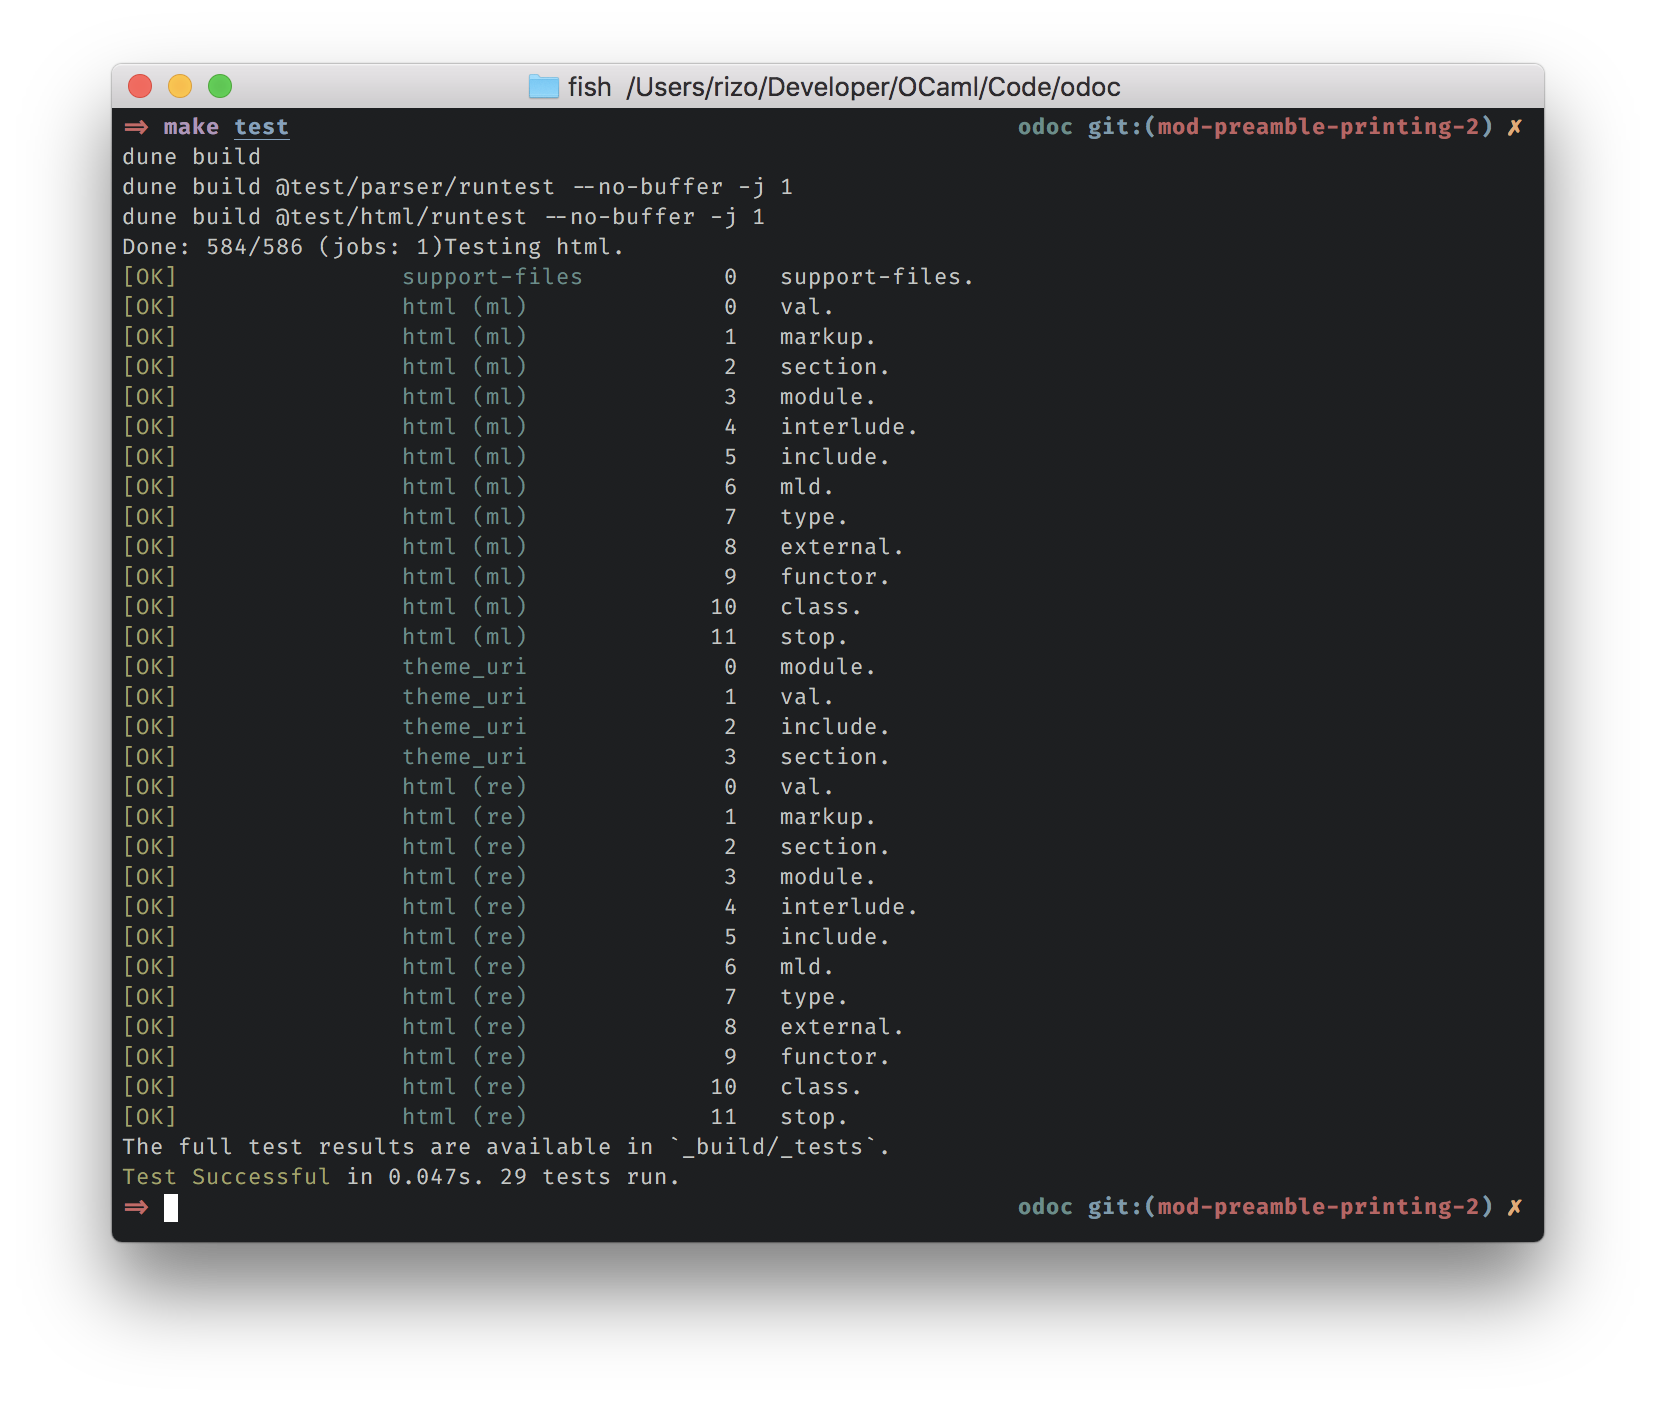 fish /Users/rizo/Developer/OCaml/Code/odoc
⇒ make test odoc git:(mod-preamble-printing-2) ✗
dune build
dune build @test/parser/runtest --no-buffer -j 1
dune build @test/html/runtest --no-buffer -j 1
Done: 584/586 (jobs: 1)Testing html.
[OK] support-files 0 support-files.
[OK] html (ml) 0 val.
[OK] html (ml) 1 markup.
[OK] html (ml) 2 section.
[OK] html (ml) 3 module.
[OK] html (ml) 4 interlude.
[OK] html (ml) 5 include.
[OK] html (ml) 6 mld.
[OK] html (ml) 7 type.
[OK] html (ml) 8 external.
[OK] html (ml) 9 functor.
[OK] html (ml) 10 class.
[OK] html (ml) 11 stop.
[OK] theme_uri 0 module.
[OK] theme_uri 1 val.
[OK] theme_uri 2 include.
[OK] theme_uri 3 section.
[OK] html (re) 0 val.
[OK] html (re) 1 markup.
[OK] html (re) 2 section.
[OK] html (re) 3 module.
[OK] html (re) 4 interlude.
[OK] html (re) 5 include.
[OK] html (re) 6 mld.
[OK] html (re) 7 type.
[OK] html (re) 8 external.
[OK] html (re) 9 functor.
[OK] html (re) 10 class.
[OK] html (re) 11 stop.
The full test results are available in `_build/_tests`.
Test Successful in 0.047s. 29 tests run.
⇒ odoc git:(mod-preamble-printing-2) ✗